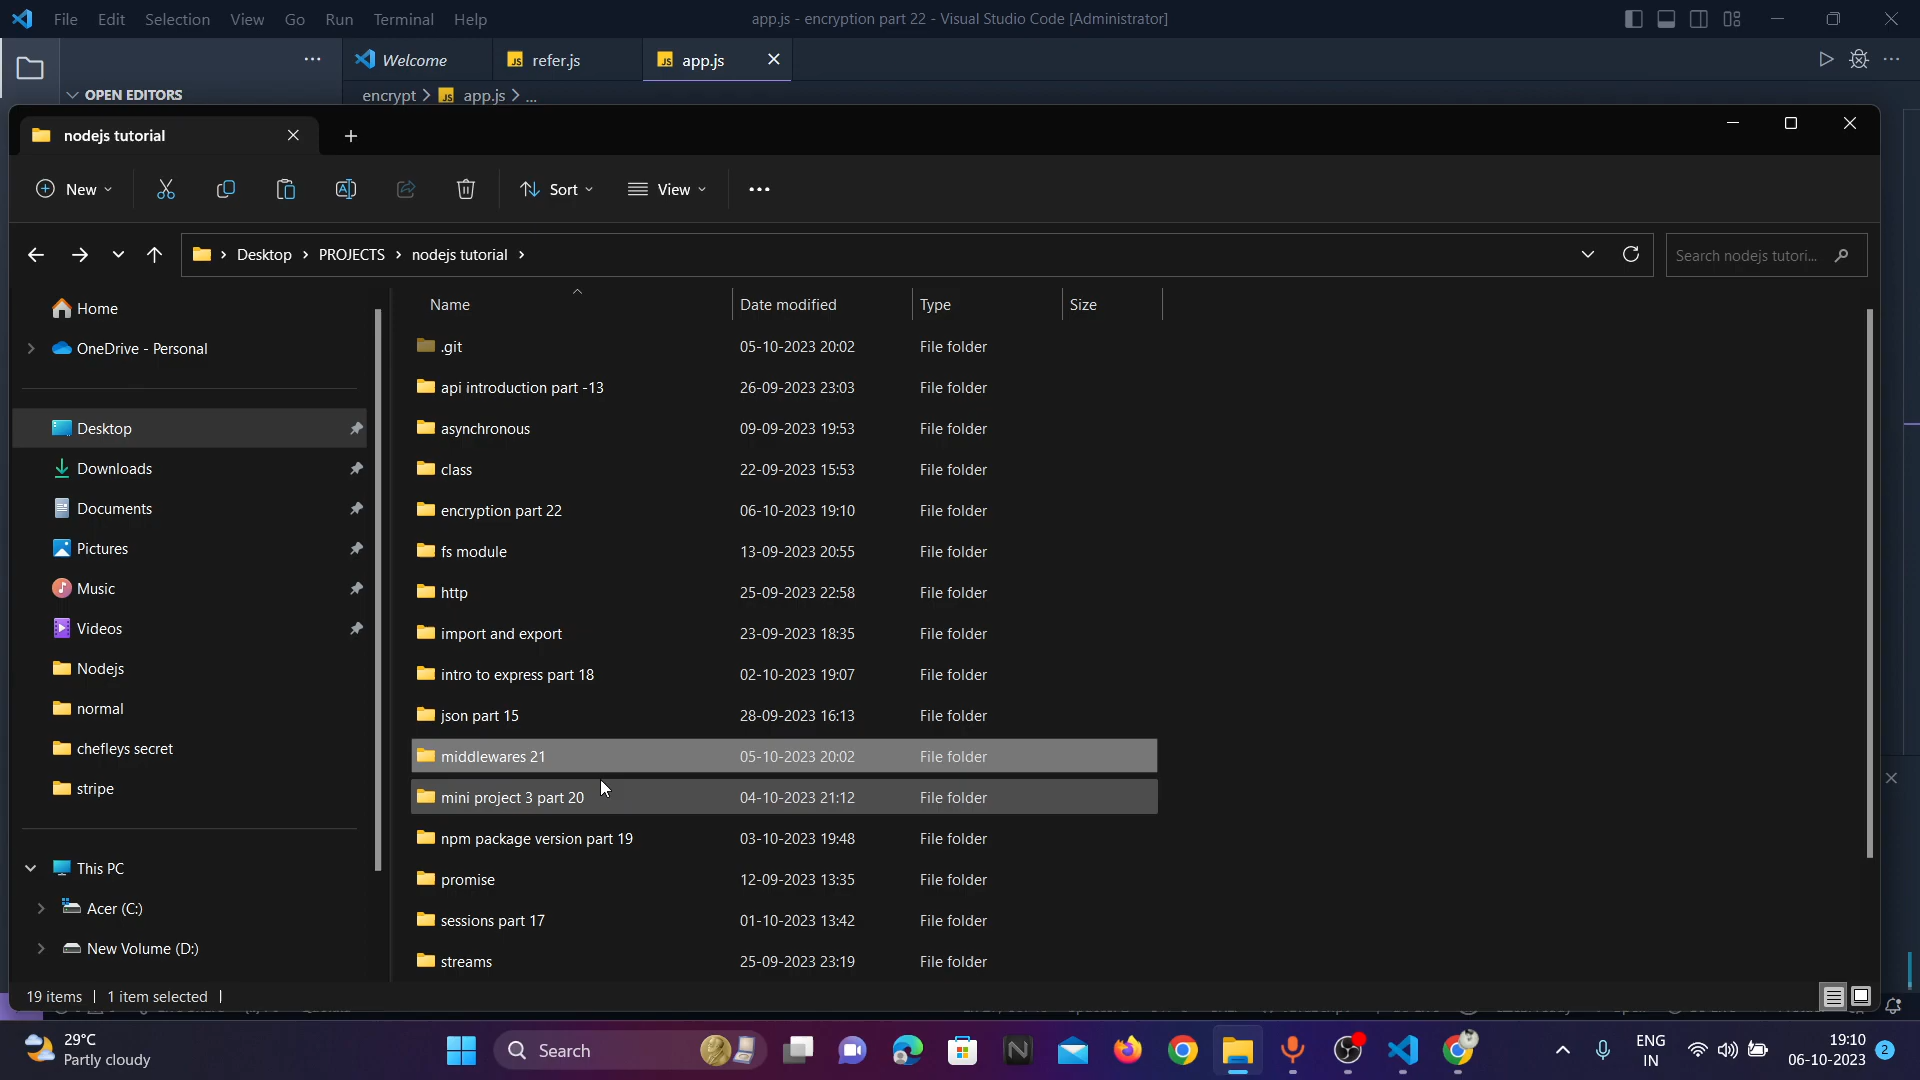 File Edit Selection View Go Run Terminal Help
app.js - encryption part 22 - Visual Studio Code [Administrator]
OPEN EDITORS
Welcome
refer.js
app.js
encrypt > app.js > ...
nodejs tutorial
New
Sort
View
Desktop > PROJECTS > nodejs tutorial >
Search nodejs tutori...
Home
OneDrive - Personal
Desktop
Downloads
Documents
Pictures
Music
Videos
Nodejs
normal
chefleys secret
stripe
This PC
Acer (C:)
New Volume (D:)
Name Date modified Type Size
.git 05-10-2023 20:02 File folder
api introduction part -13 26-09-2023 23:03 File folder
asynchronous 09-09-2023 19:53 File folder
class 22-09-2023 15:53 File folder
encryption part 22 06-10-2023 19:10 File folder
fs module 13-09-2023 20:55 File folder
http 25-09-2023 22:58 File folder
import and export 23-09-2023 18:35 File folder
intro to express part 18 02-10-2023 19:07 File folder
json part 15 28-09-2023 16:13 File folder
middlewares 21 05-10-2023 20:02 File folder
mini project 3 part 20 04-10-2023 21:12 File folder
npm package version part 19 03-10-2023 19:48 File folder
promise 12-09-2023 13:35 File folder
sessions part 17 01-10-2023 13:42 File folder
streams 25-09-2023 23:19 File folder
19 items 1 item selected
29°C
Partly cloudy
Search
ENG
IN
19:10
06-10-2023
2